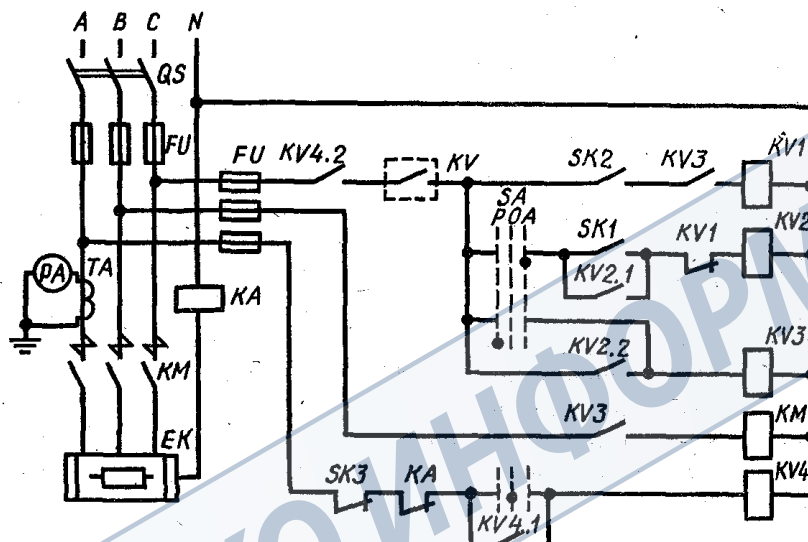 A B C N
QS
FU
FU KV4.2 KV SK2 KV3 KV1
SA
P O A
SK1 KV1 KV2
KV2.1
PA TA
KA
KV2.2 KV3
KM
KV3 KM
EK
SK3 KA KV4
KV4.1
ИНФОРМ